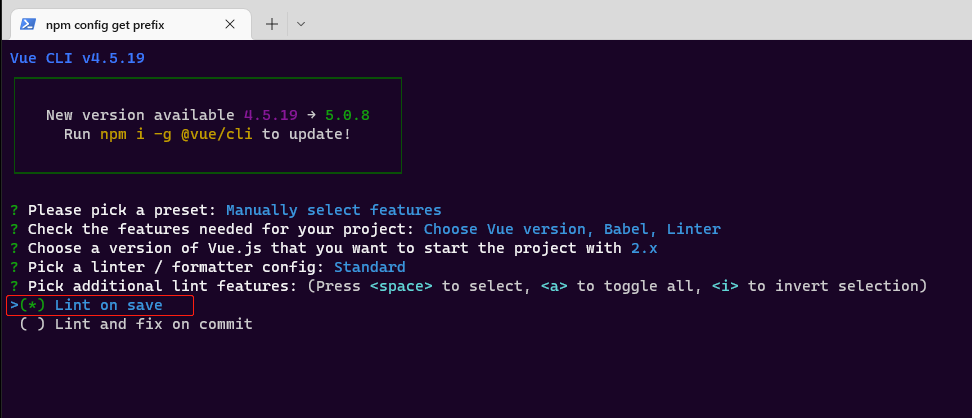 npm config get prefix
Vue CLI v4.5.19
New version available 4.5.19 → 5.0.8
Run npm i -g @vue/cli to update!
? Please pick a preset: Manually select features
? Check the features needed for your project: Choose Vue version, Babel, Linter
? Choose a version of Vue.js that you want to start the project with 2.x
? Pick a linter / formatter config: Standard
? Pick additional lint features: (Press <space> to select, <a> to toggle all, <i> to invert selection)
>(*) Lint on save
( ) Lint and fix on commit